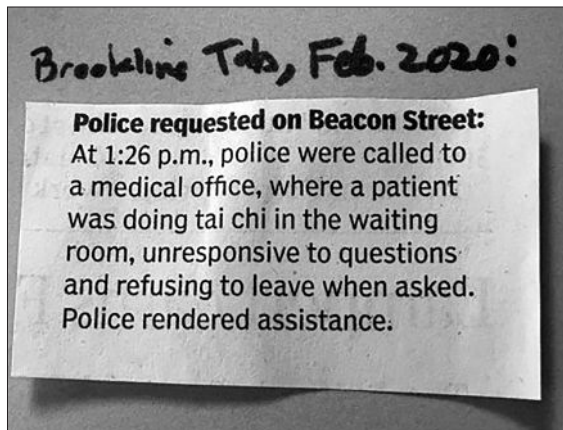 Brookline Tab, Feb. 2020:
Police requested on Beacon Street:
At 1:26 p.m., police were called to
a medical office, where a patient
was doing tai chi in the waiting
room, unresponsive to questions
and refusing to leave when asked.
Police rendered assistance.